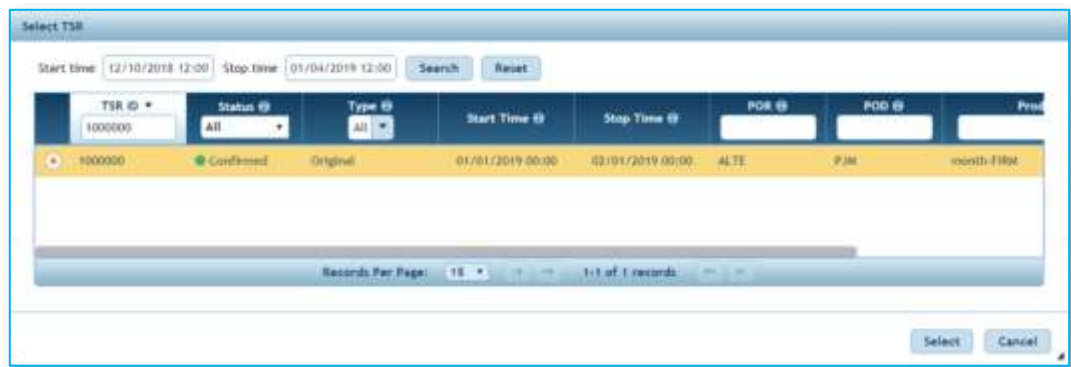 Select TSR
Start time 12/10/2018 12:00 Stop time 01/04/2019 12:00 Search Reset
TSR Status Type Start Time Stop Time POR POD Prod
1000000 All All
1000000 Confirmed Original 01/01/2019 00:00 02/01/2019 00:00 ALTE PJM month-FIRM
Records Per Page: 15 1-1 of 1 records
Select Cancel